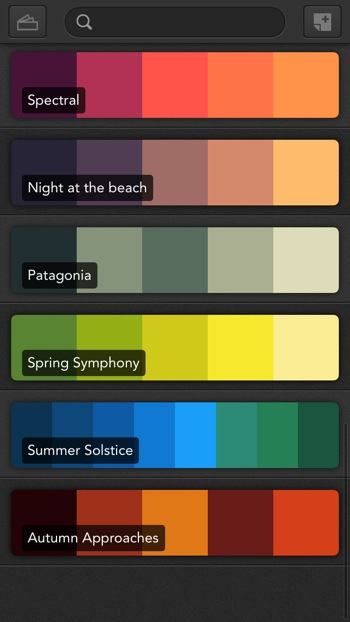 Spectral
Night at the beach
Patagonia
Spring Symphony
Summer Solstice
Autumn Approaches